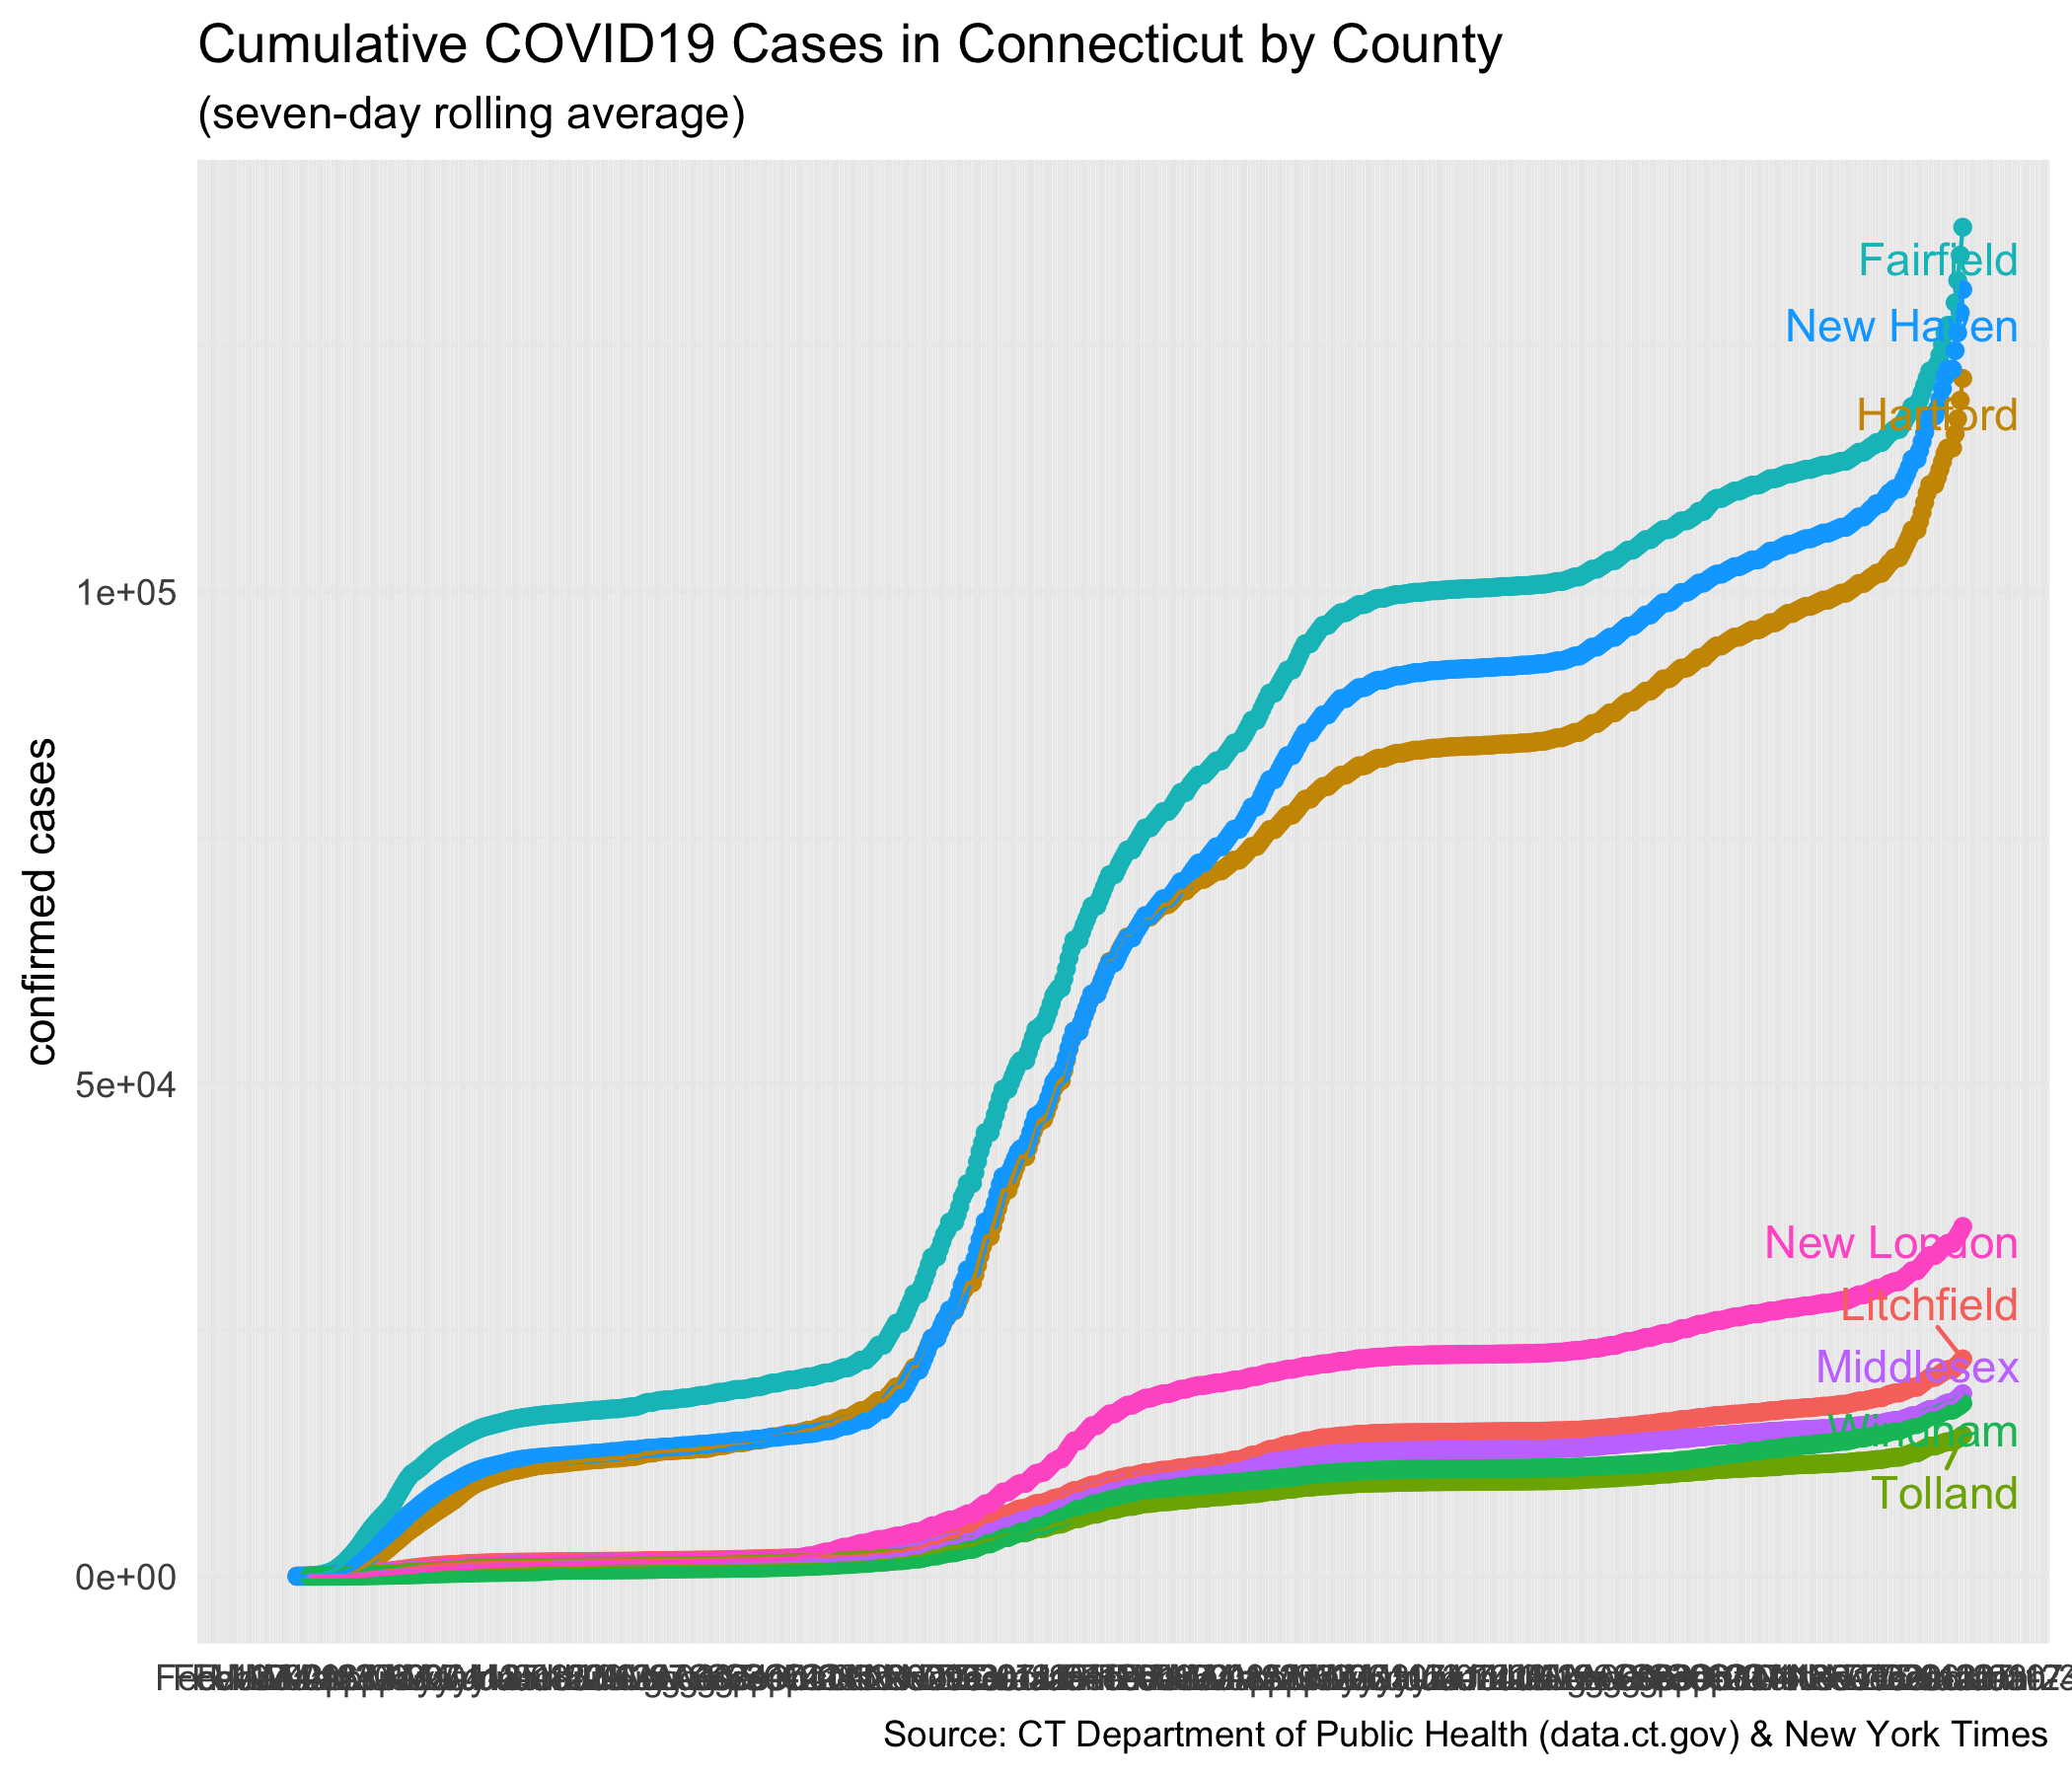 Cumulative COVID19 Cases in Connecticut by County
(seven-day rolling average)
confirmed cases
1e+05
5e+04
0e+00
Fairfield
New Haven
Hartford
New London
Litchfield
Middlesex
Windham
Tolland
Source: CT Department of Public Health (data.ct.gov) & New York Times